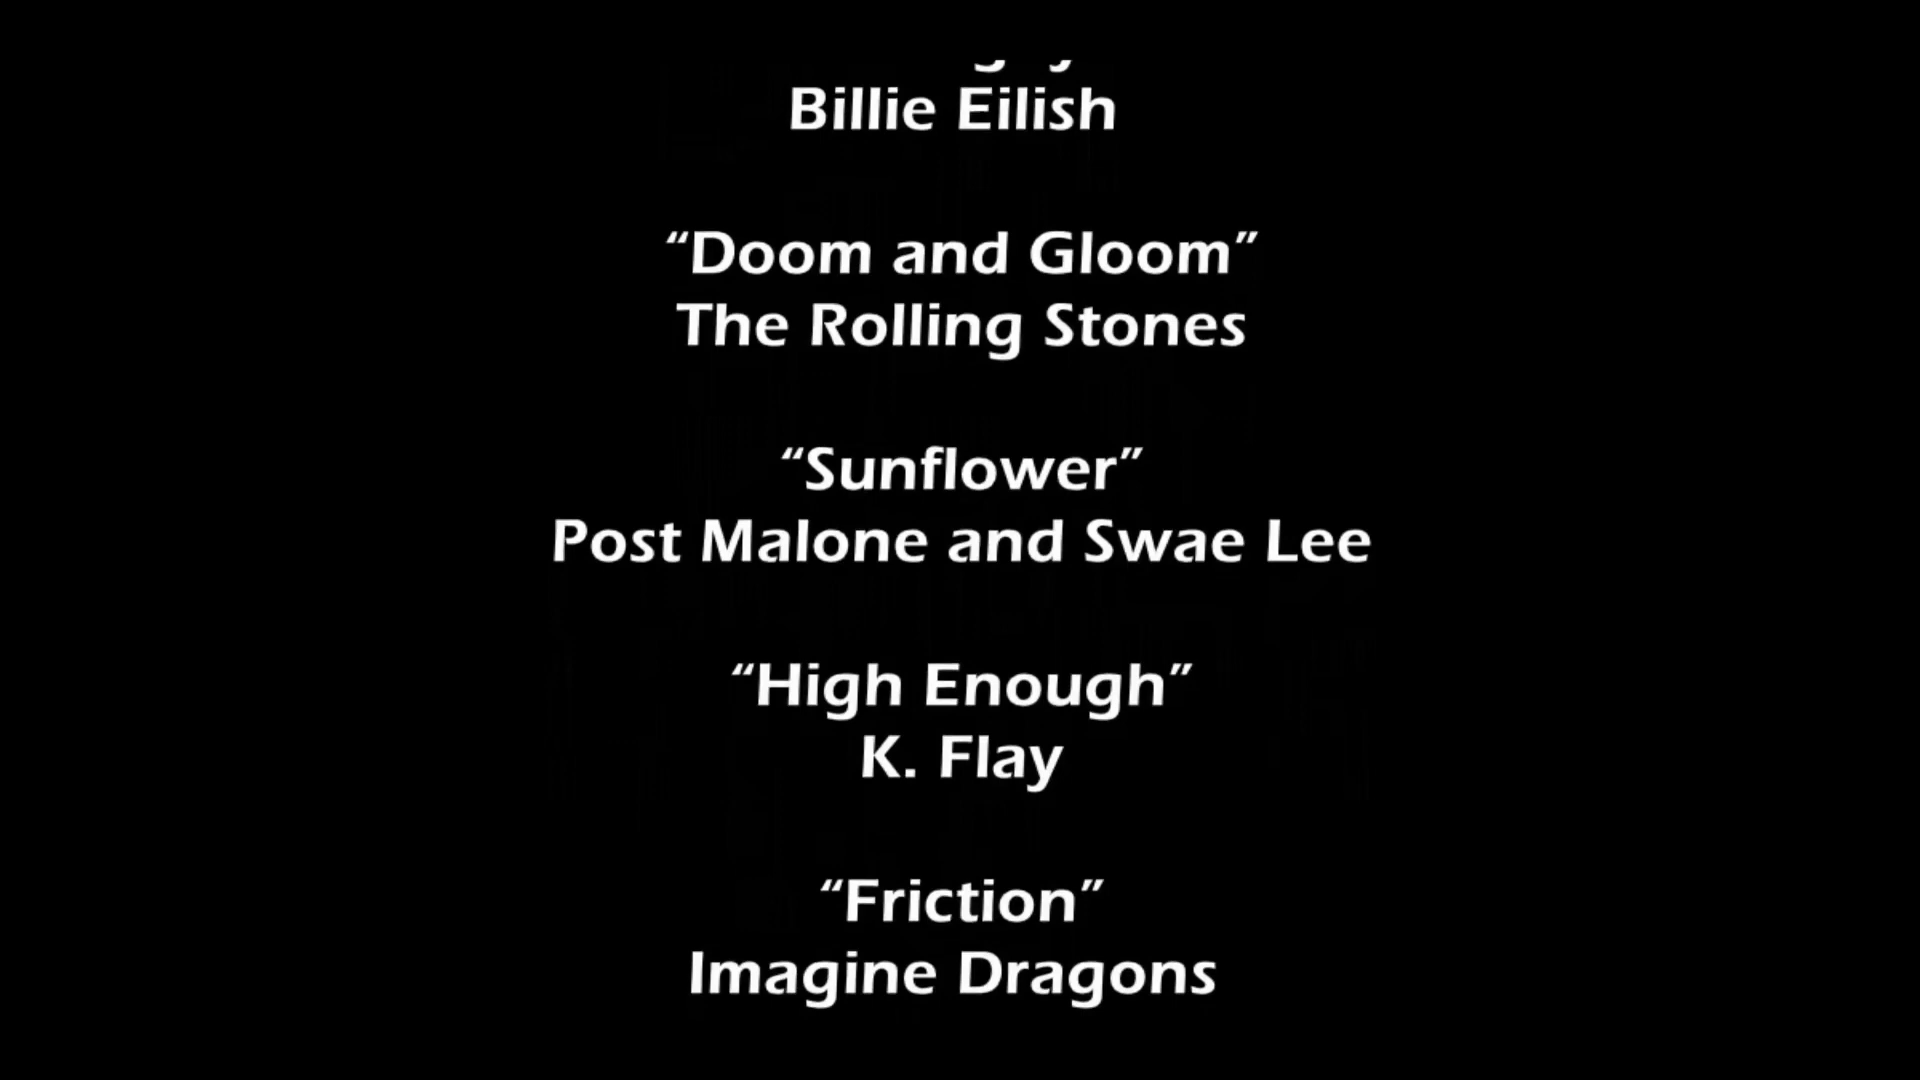 Billie Eilish
“Doom and Gloom”
The Rolling Stones
“Sunflower”
Post Malone and Swae Lee
“High Enough”
K. Flay
“Friction”
Imagine Dragons